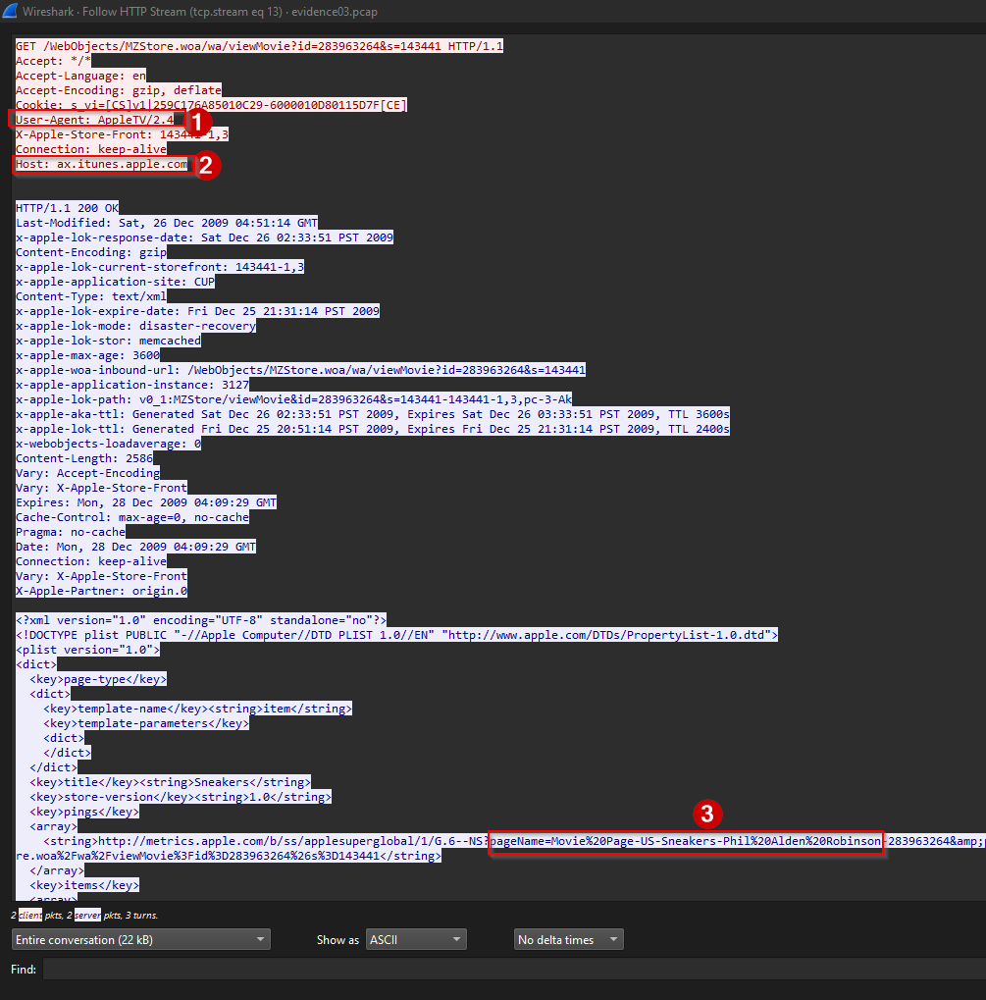 Wireshark · Follow HTTP Stream (tcp.stream eq 13) · evidence03.pcap
GET /WebObjects/MZStore.woa/wa/viewMovie?id=283963264&s=143441 HTTP/1.1
Accept: */*
Accept-Language: en
Accept-Encoding: gzip, deflate
Cookie: s_vi=[CS]v1|259C176A85010C29-6000010D80115D7F[CE]
User-Agent: AppleTV/2.4
1
X-Apple-Store-Front: 143441-1,3
Connection: keep-alive
Host: ax.itunes.apple.com
2
HTTP/1.1 200 OK
Last-Modified: Sat, 26 Dec 2009 04:51:14 GMT
x-apple-lok-response-date: Sat Dec 26 02:33:51 PST 2009
Content-Encoding: gzip
x-apple-lok-current-storefront: 143441-1,3
x-apple-application-site: CUP
Content-Type: text/xml
x-apple-lok-expire-date: Fri Dec 25 21:31:14 PST 2009
x-apple-lok-mode: disaster-recovery
x-apple-lok-stor: memcached
x-apple-max-age: 3600
x-apple-woa-inbound-url: /WebObjects/MZStore.woa/wa/viewMovie?id=283963264&s=143441
x-apple-application-instance: 3127
x-apple-lok-path: v0_1:MZStore/viewMovie&id=283963264&s=143441-143441-1,3,pc-3-Ak
x-apple-aka-ttl: Generated Sat Dec 26 02:33:51 PST 2009, Expires Sat Dec 26 03:33:51 PST 2009, TTL 3600s
x-apple-lok-ttl: Generated Fri Dec 25 20:51:14 PST 2009, Expires Fri Dec 25 21:31:14 PST 2009, TTL 2400s
x-webobjects-loadaverage: 0
Content-Length: 2586
Vary: Accept-Encoding
Vary: X-Apple-Store-Front
Expires: Mon, 28 Dec 2009 04:09:29 GMT
Cache-Control: max-age=0, no-cache
Pragma: no-cache
Date: Mon, 28 Dec 2009 04:09:29 GMT
Connection: keep-alive
Vary: X-Apple-Store-Front
X-Apple-Partner: origin.0
<?xml version="1.0" encoding="UTF-8" standalone="no"?>
<!DOCTYPE plist PUBLIC "-//Apple Computer//DTD PLIST 1.0//EN" "http://www.apple.com/DTDs/PropertyList-1.0.dtd">
<plist version="1.0">
<dict>
<key>page-type</key>
<dict>
<key>template-name</key><string>item</string>
<key>template-parameters</key>
<dict>
</dict>
</dict>
<key>title</key><string>Sneakers</string>
<key>store-version</key><string>1.0</string>
<key>pings</key>
3
<array>
<string>http://metrics.apple.com/b/ss/applesuperglobal/1/G.6--NS?pageName=Movie%20Page-US-Sneakers-Phil%20Alden%20Robinson-283963264&amp;p
re.woa%2Fwa%2FviewMovie%3Fid%3D283963264%26s%3D143441</string>
</array>
<key>items</key>
<array>
2 client pkts, 2 server pkts, 3 turns.
Entire conversation (22 kB)
Show as
ASCII
No delta times
Find: